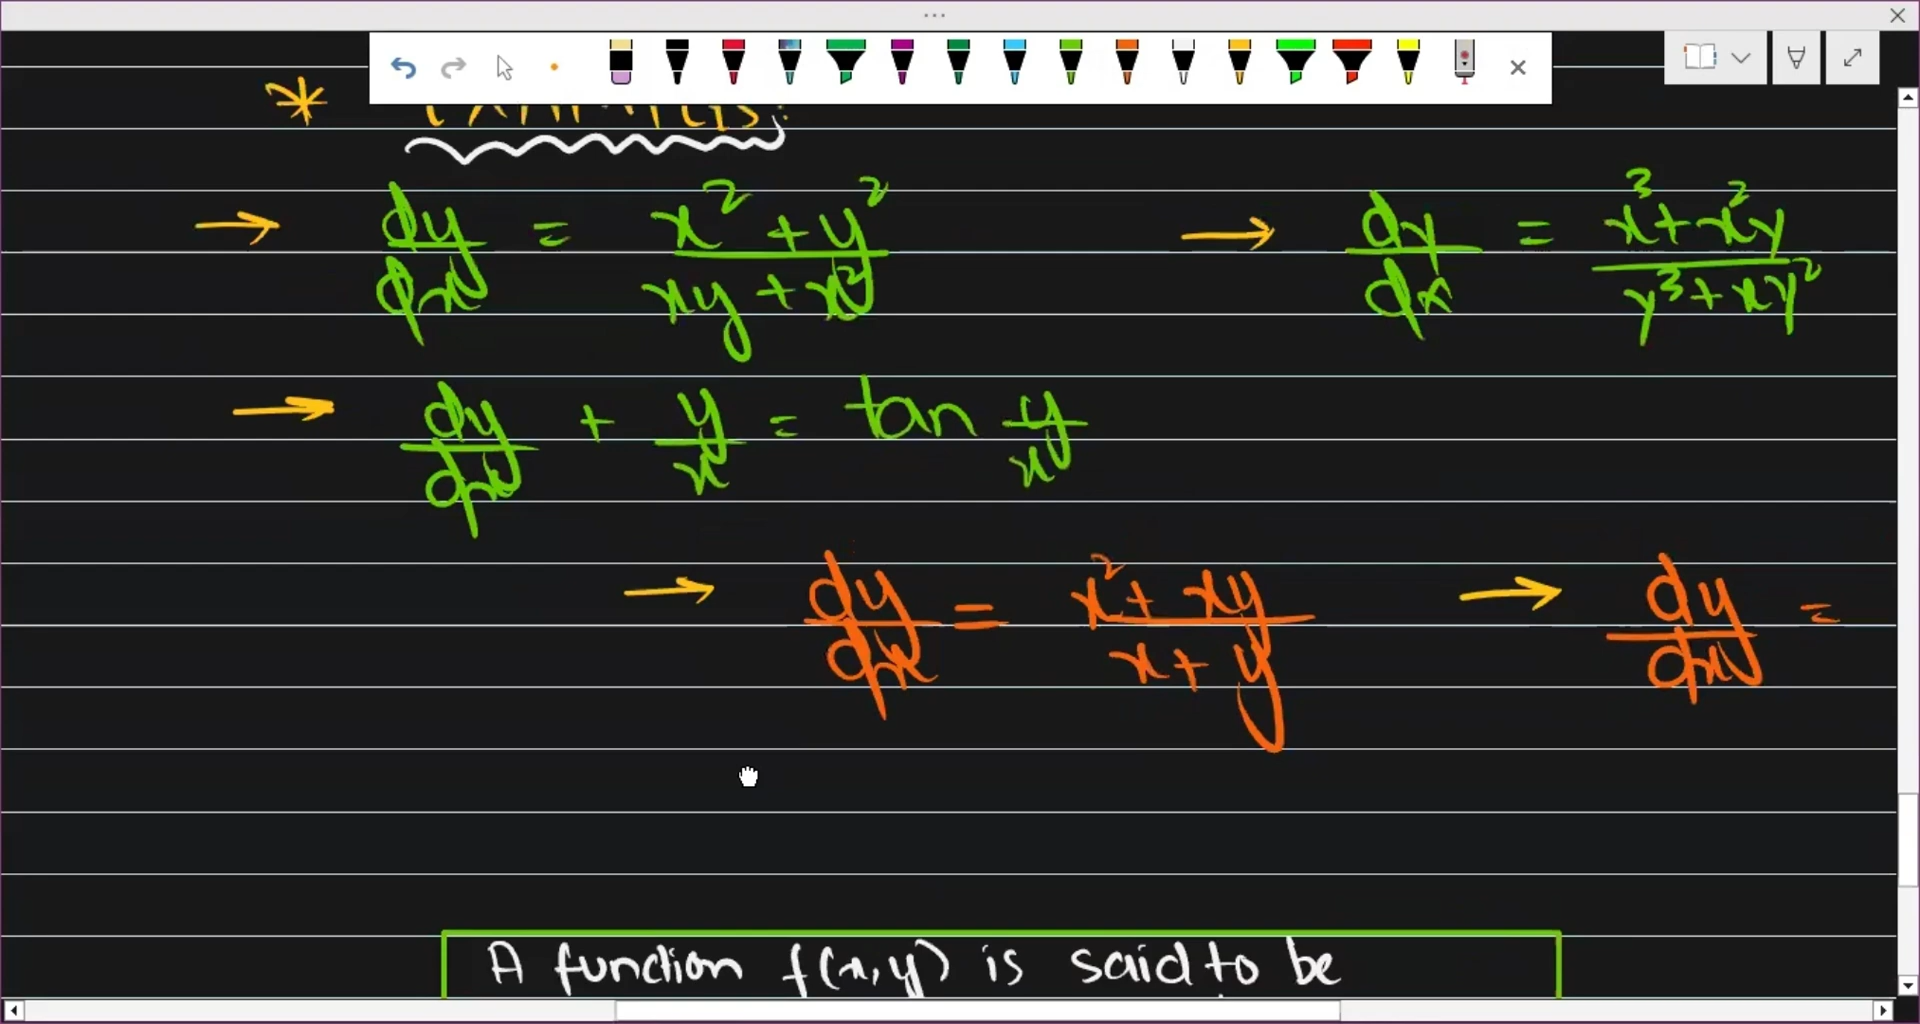 * EXAMPLES:
→ dy/dx = (x² + y²)/(xy + x²) → dy/dx = (x³ + x²y)/(y³ + xy²)
→ dy/dx + y/x = tan y/x
→ dy/dx = (x² + xy)/(x + y) → dy/dx =
A function f(x,y) is said to be